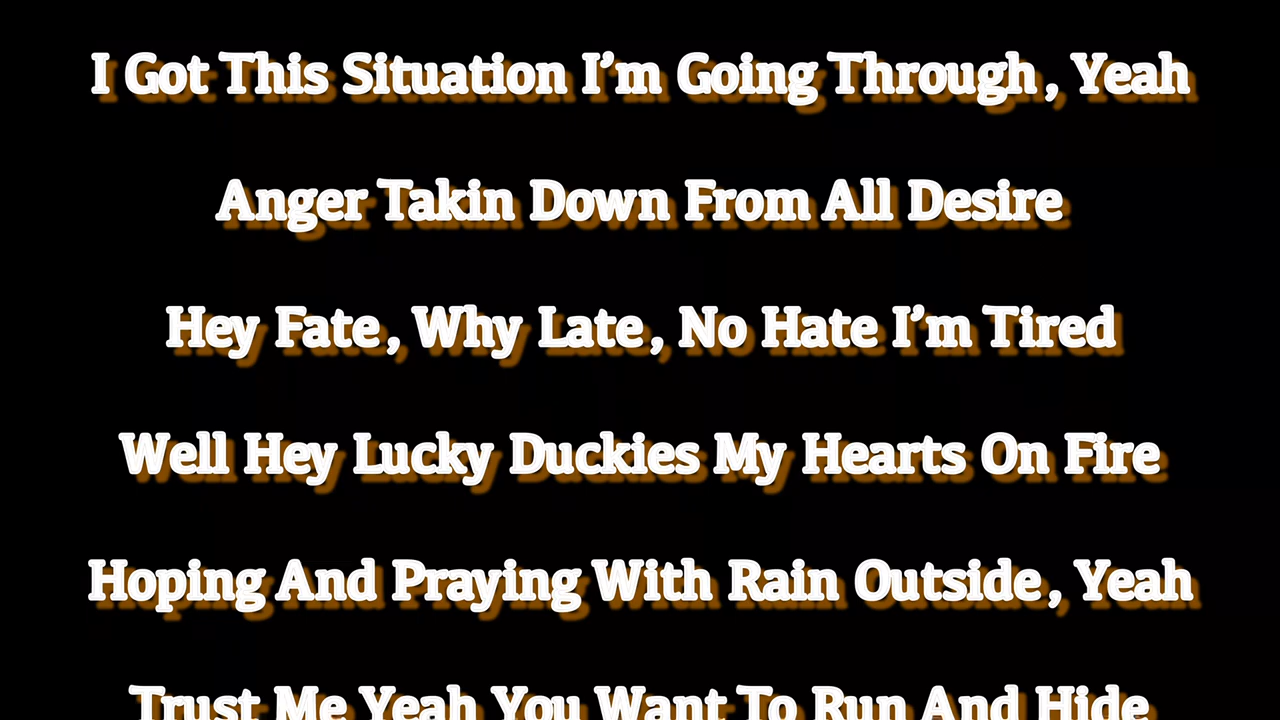 I Got This Situation I’m Going Through, Yeah
Anger Takin Down From All Desire
Hey Fate, Why Late, No Hate I’m Tired
Well Hey Lucky Duckies My Hearts On Fire
Hoping And Praying With Rain Outside, Yeah
Trust Me Yeah You Want To Run And Hide